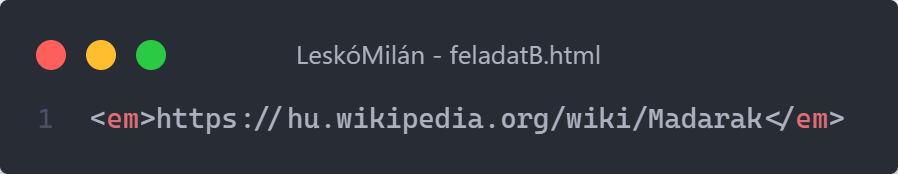 LeskóMilán - feladatB.html
1 <em>https://hu.wikipedia.org/wiki/Madarak</em>